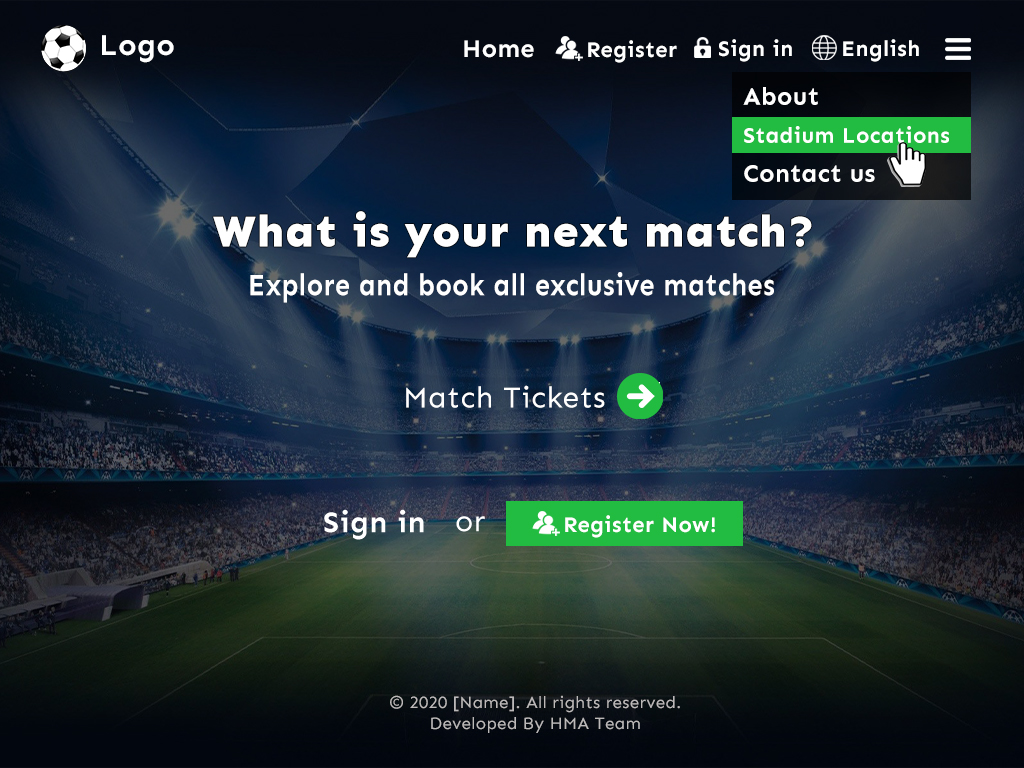 Logo
Home Register Sign in English
About
Stadium Locations
Contact us
What is your next match?
Explore and book all exclusive matches
Match Tickets
Sign in or Register Now!
© 2020 [Name]. All rights reserved.
Developed By HMA Team